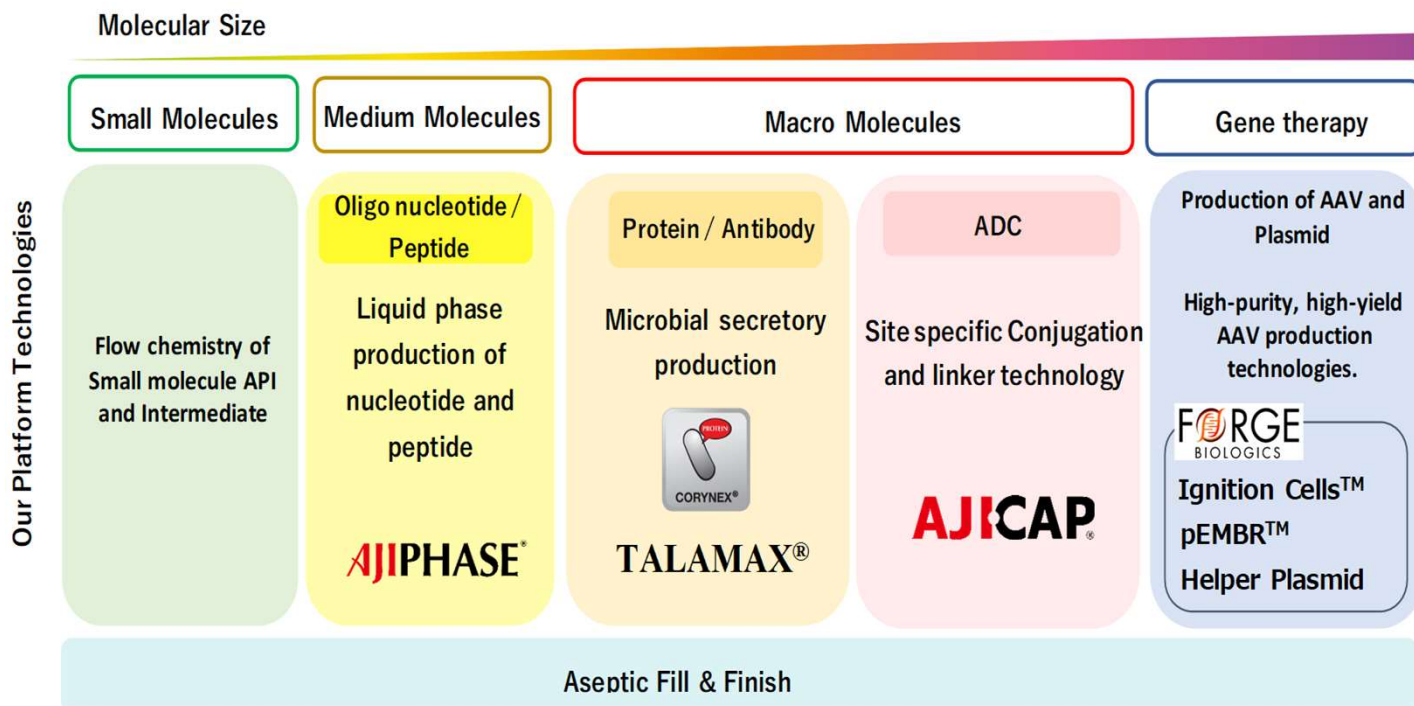 Molecular Size
Small Molecules
Medium Molecules
Macro Molecules
Gene therapy
Our Platform Technologies
Flow chemistry of
Small molecule API
and Intermediate
Oligo nucleotide /
Peptide
Liquid phase
production of
nucleotide and
peptide
AJIPHASE®
Protein / Antibody
Microbial secretory
production
PROTEIN
CORYNEX®
TALAMAX®
ADC
Site specific Conjugation
and linker technology
AJICAP®
Production of AAV and
Plasmid
High-purity, high-yield
AAV production
technologies.
FORGE
BIOLOGICS
Ignition Cells™
pEMBR™
Helper Plasmid
Aseptic Fill & Finish